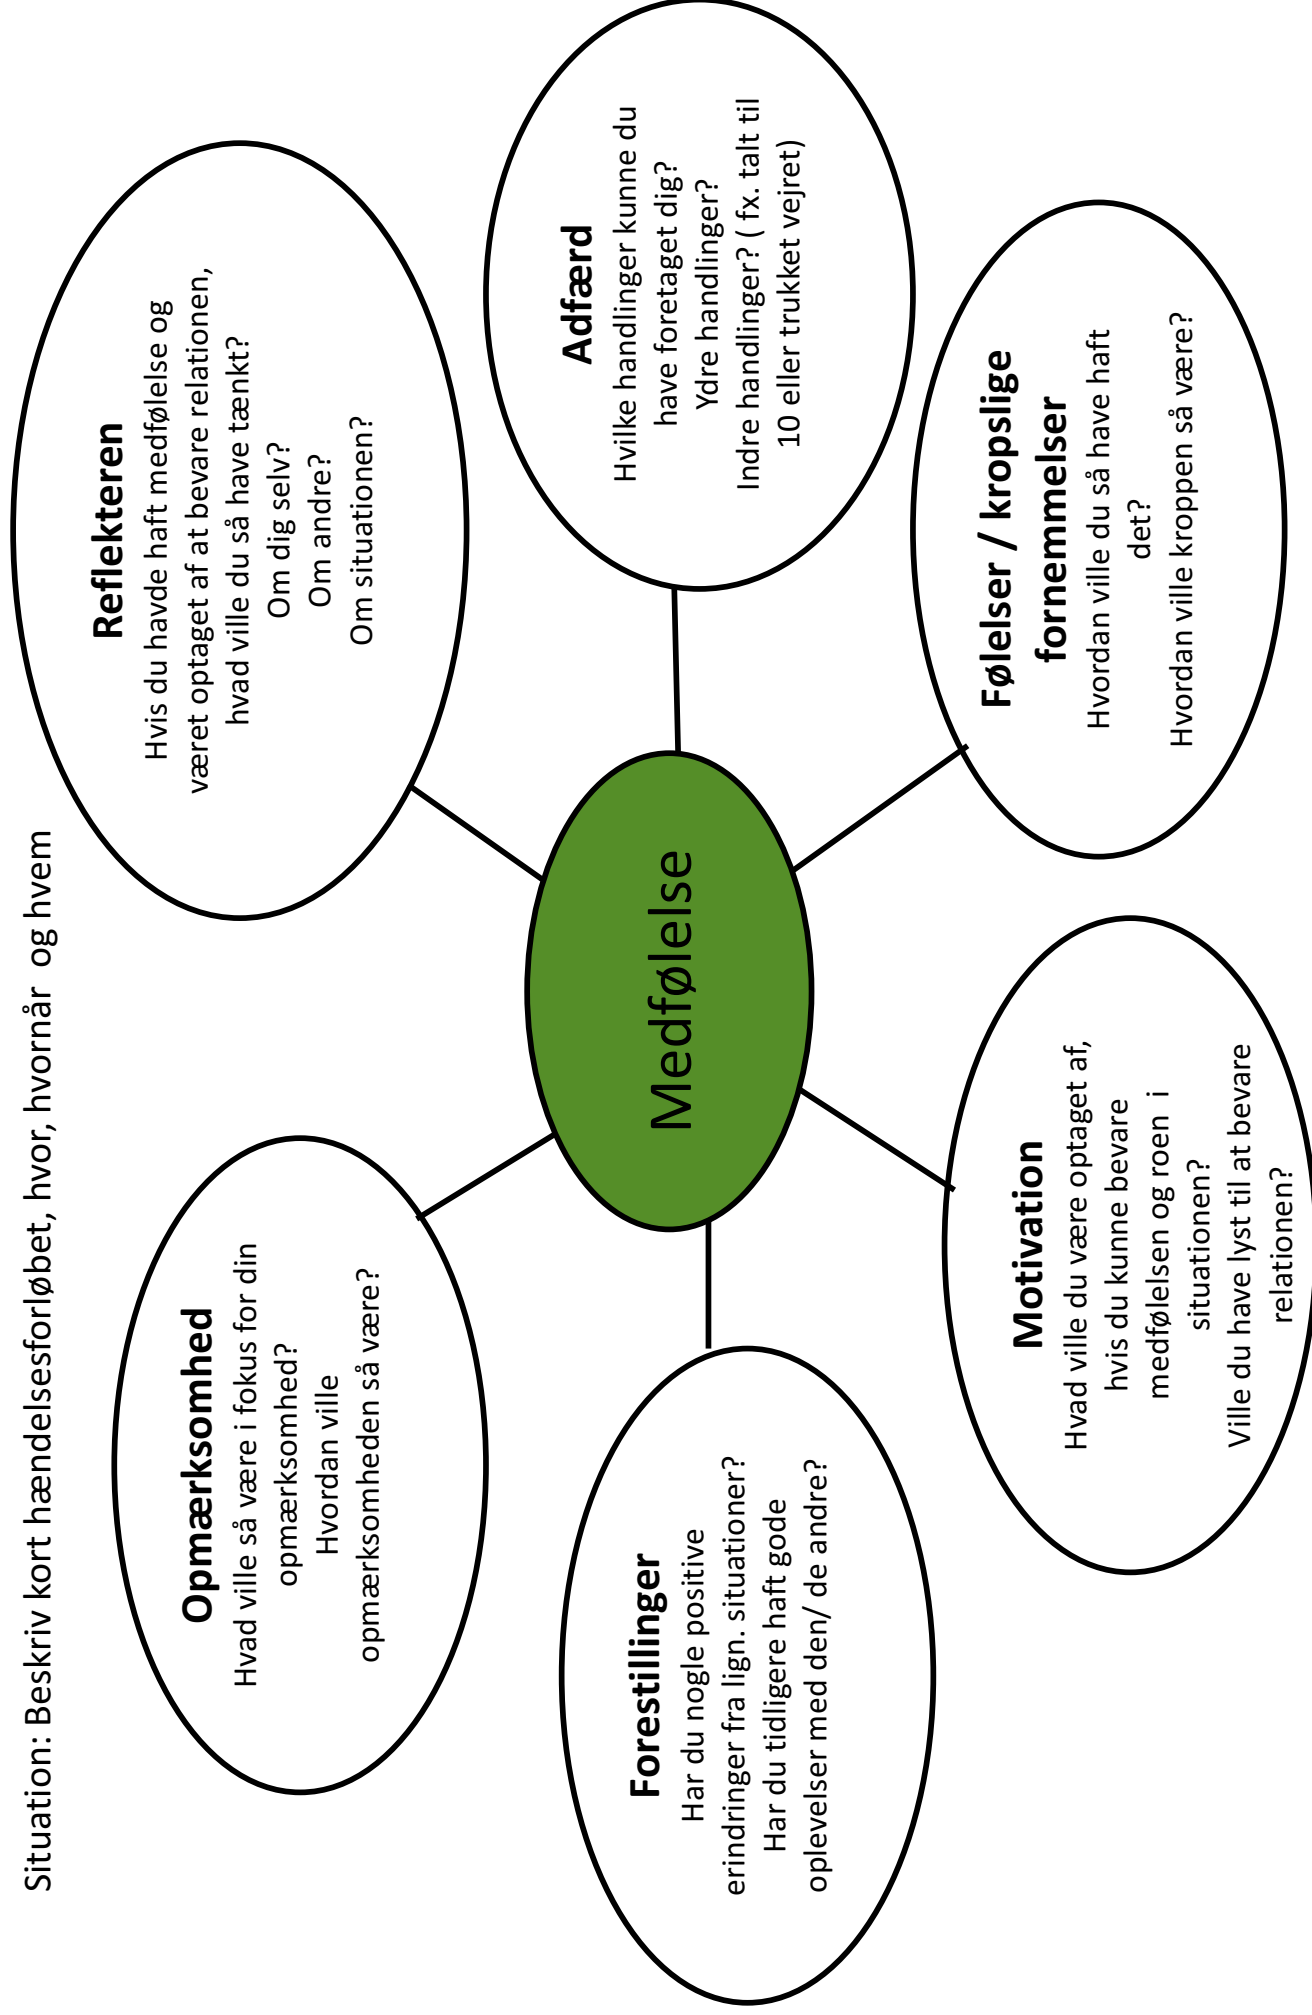 Situation: Beskriv kort hændelsesforløbet, hvor, hvornår  og hvem
Opmærksomhed
Hvad ville så være i fokus for din
opmærksomhed?
Hvordan ville
opmærksomheden så være?
Reflekteren
Hvis du havde haft medfølelse og
været optaget af at bevare relationen,
hvad ville du så have tænkt?
Om dig selv?
Om andre?
Om situationen?
Forestillinger
Har du nogle positive
erindringer fra lign. situationer?
Har du tidligere haft gode
oplevelser med den/ de andre?
Medfølelse
Adfærd
Hvilke handlinger kunne du
have foretaget dig?
Ydre handlinger?
Indre handlinger? ( fx. talt til
10 eller trukket vejret)
Motivation
Hvad ville du være optaget af,
hvis du kunne bevare
medfølelsen og roen  i
situationen?
Ville du have lyst til at bevare
relationen?
Følelser / kropslige
fornemmelser
Hvordan ville du så have haft
det?
Hvordan ville kroppen så være?